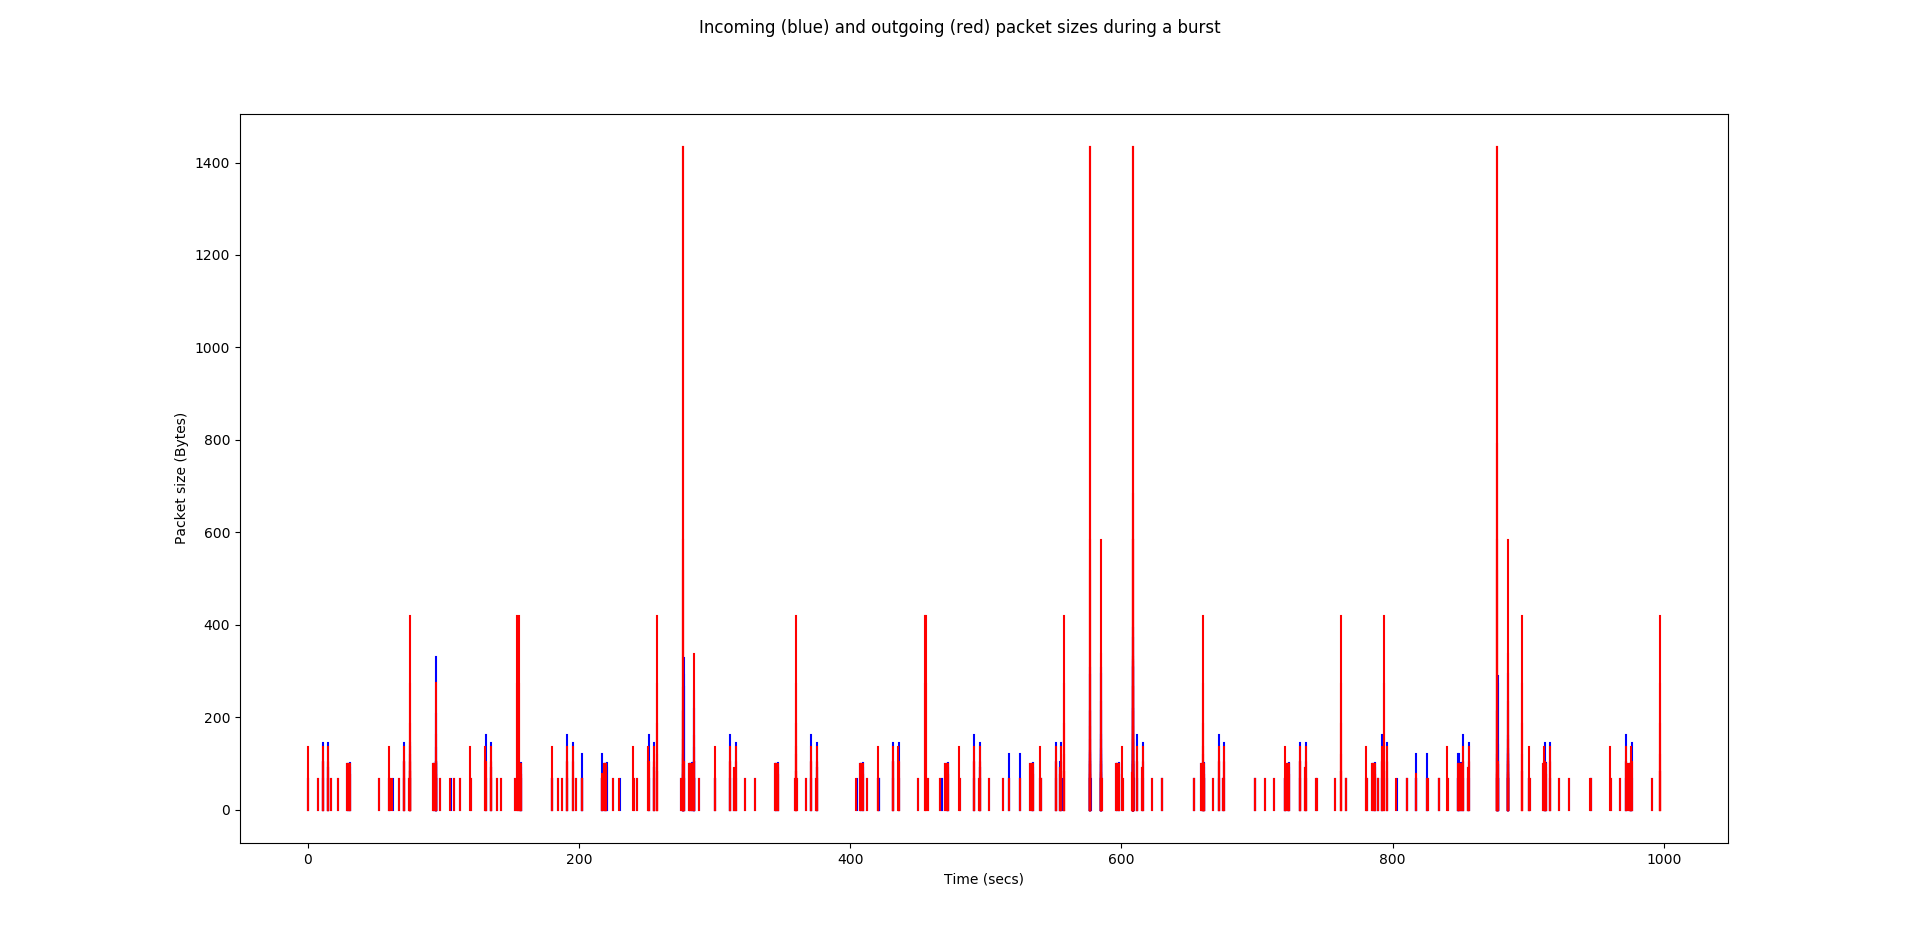 Incoming (blue) and outgoing (red) packet sizes during a burst
1400
1200
1000
800
600
400
200
0
Packet size (Bytes)
0 200 400 600 800 1000
Time (secs)